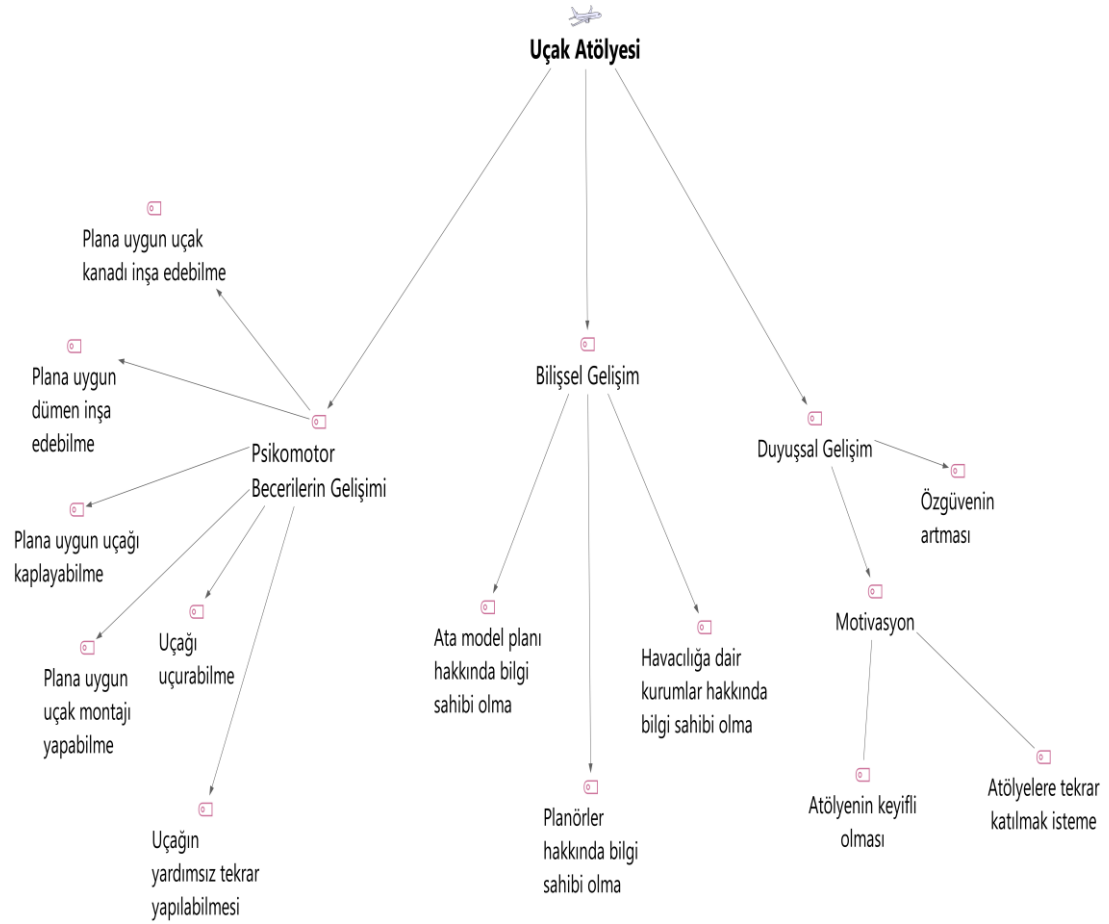 Uçak Atölyesi
Plana uygun uçak
kanadı inşa edebilme
Plana uygun
dümen inşa
edebilme
Psikomotor
Becerilerin Gelişimi
Plana uygun uçağı
kaplayabilme
Plana uygun
uçak montajı
yapabilme
Uçağı
uçurabilme
Uçağın
yardımsız tekrar
yapılabilmesi
Bilişsel Gelişim
Ata model planı
hakkında bilgi
sahibi olma
Planörler
hakkında bilgi
sahibi olma
Havacılığa dair
kurumlar hakkında
bilgi sahibi olma
Duyuşsal Gelişim
Özgüvenin
artması
Motivasyon
Atölyenin keyifli
olması
Atölyelere tekrar
katılmak isteme